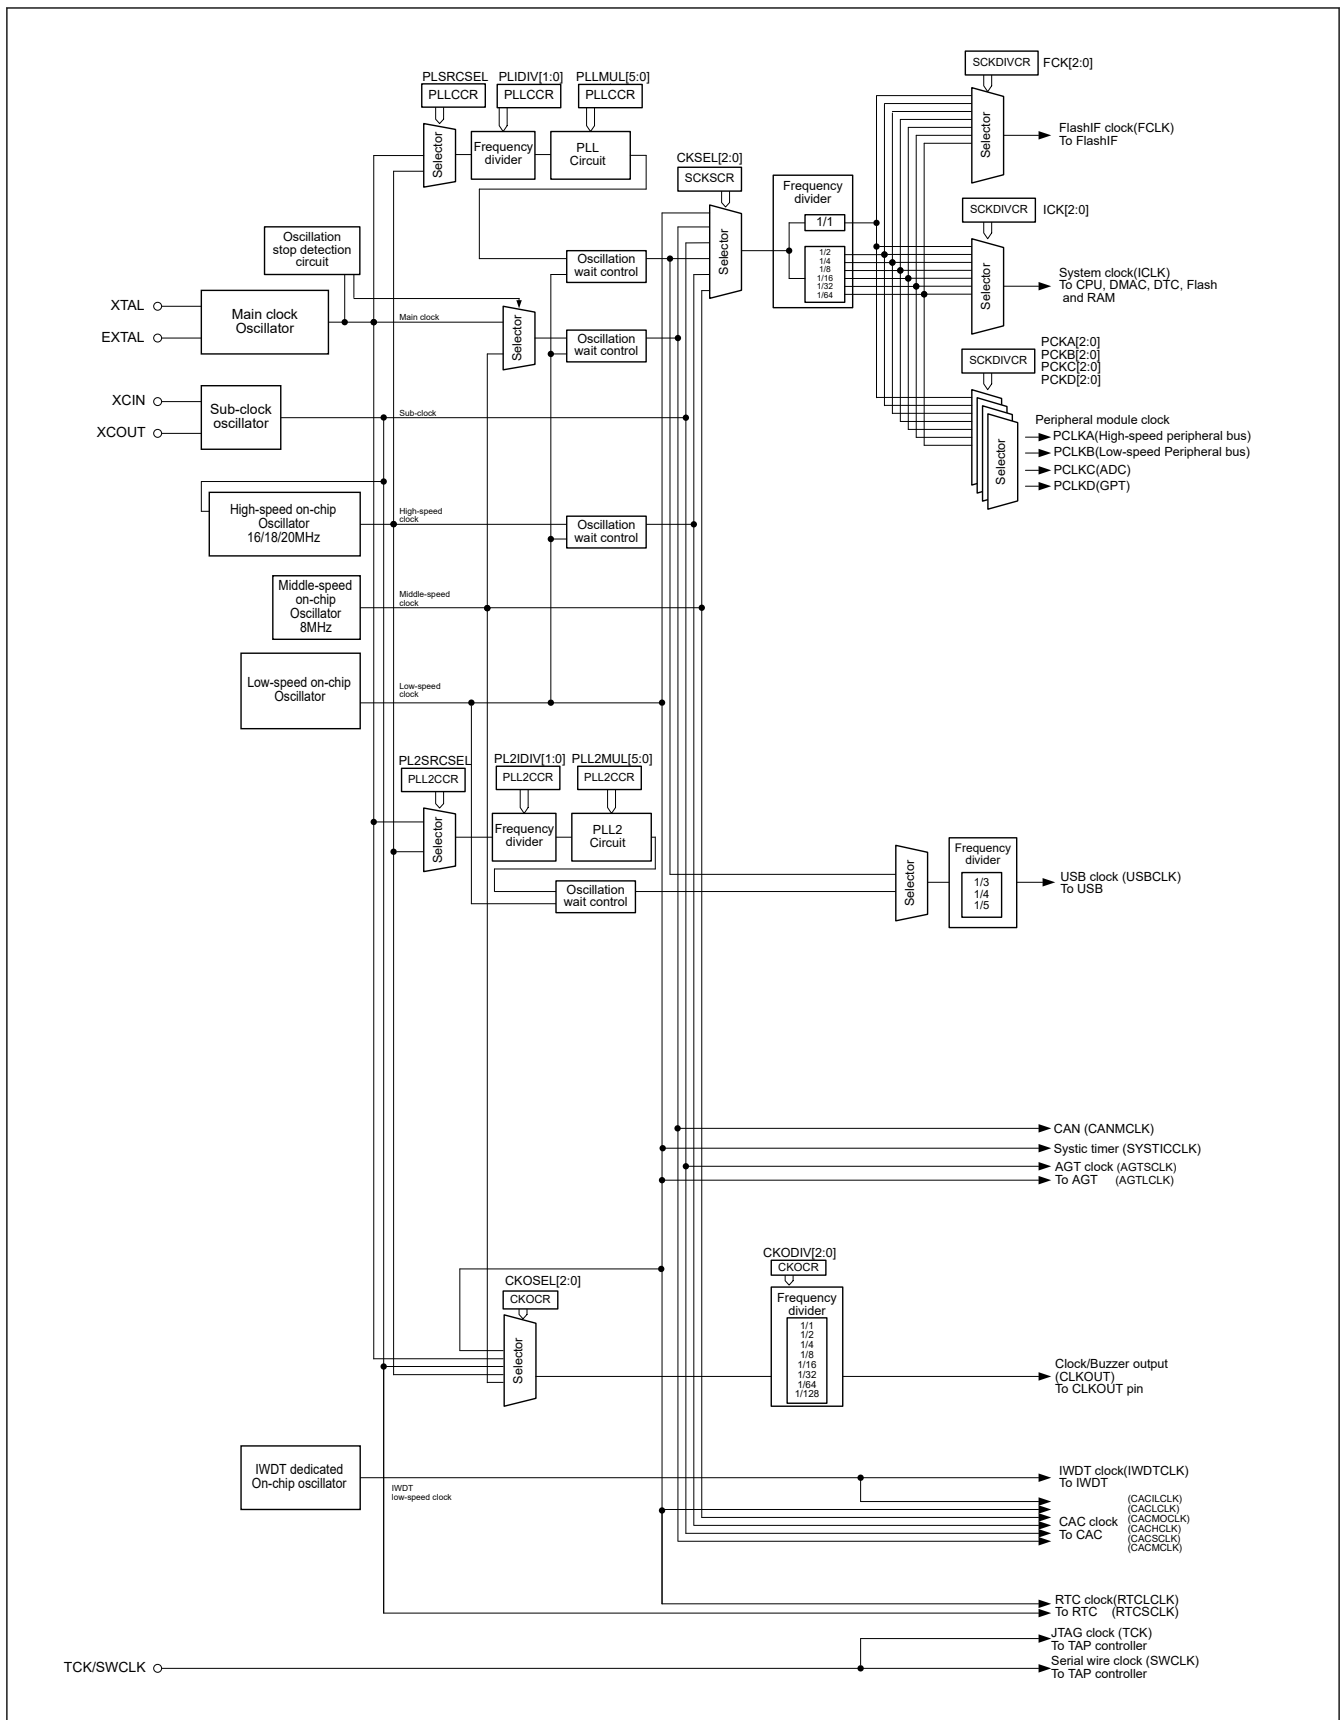 SCKDIVCR FCK[2:0]
PLSRCSEL PLIDIV[1:0] PLLMUL[5:0]
PLLCCR PLLCCR PLLCCR
Selector
Frequency
divider
PLL
Circuit
Selector
FlashIF clock(FCLK)
To FlashIF
CKSEL[2:0]
SCKSCR
Frequency
divider
1/1
1/2
1/4
1/8
1/16
1/32
1/64
SCKDIVCR ICK[2:0]
Oscillation
stop detection
circuit
Oscillation
wait control
Selector
Selector
System clock(ICLK)
To CPU, DMAC, DTC, Flash
and RAM
XTAL
EXTAL
Main clock
Oscillator
Main clock
Selector
Oscillation
wait control
SCKDIVCR
PCKA[2:0]
PCKB[2:0]
PCKC[2:0]
PCKD[2:0]
XCIN
XCOUT
Sub-clock
oscillator
Sub-clock
Selector
Peripheral module clock
PCLKA(High-speed peripheral bus)
PCLKB(Low-speed Peripheral bus)
PCLKC(ADC)
PCLKD(GPT)
High-speed on-chip
Oscillator
16/18/20MHz
High-speed
clock
Oscillation
wait control
Middle-speed
on-chip
Oscillator
8MHz
Middle-speed
clock
Low-speed on-chip
Oscillator
Low-speed
clock
PL2SRCSEL PL2IDIV[1:0] PLL2MUL[5:0]
PLL2CCR PLL2CCR PLL2CCR
Selector
Frequency
divider
PLL2
Circuit
Oscillation
wait control
Selector
Frequency
divider
1/3
1/4
1/5
USB clock (USBCLK)
To USB
CAN (CANMCLK)
Systic timer (SYSTICCLK)
AGT clock (AGTSCLK)
To AGT (AGTLCLK)
CKOSEL[2:0]
CKOCR
Selector
CKODIV[2:0]
CKOCR
Frequency
divider
1/1
1/2
1/4
1/8
1/16
1/32
1/64
1/128
Clock/Buzzer output
(CLKOUT)
To CLKOUT pin
IWDT dedicated
On-chip oscillator
IWDT
low-speed clock
IWDT clock(IWDTCLK)
To IWDT
CAC clock
To CAC
(CACILCLK)
(CACLCLK)
(CACMOCLK)
(CACHCLK)
(CACSCLK)
(CACMCLK)
RTC clock(RTCLCLK)
To RTC (RTCSCLK)
TCK/SWCLK
JTAG clock (TCK)
To TAP controller
Serial wire clock (SWCLK)
To TAP controller